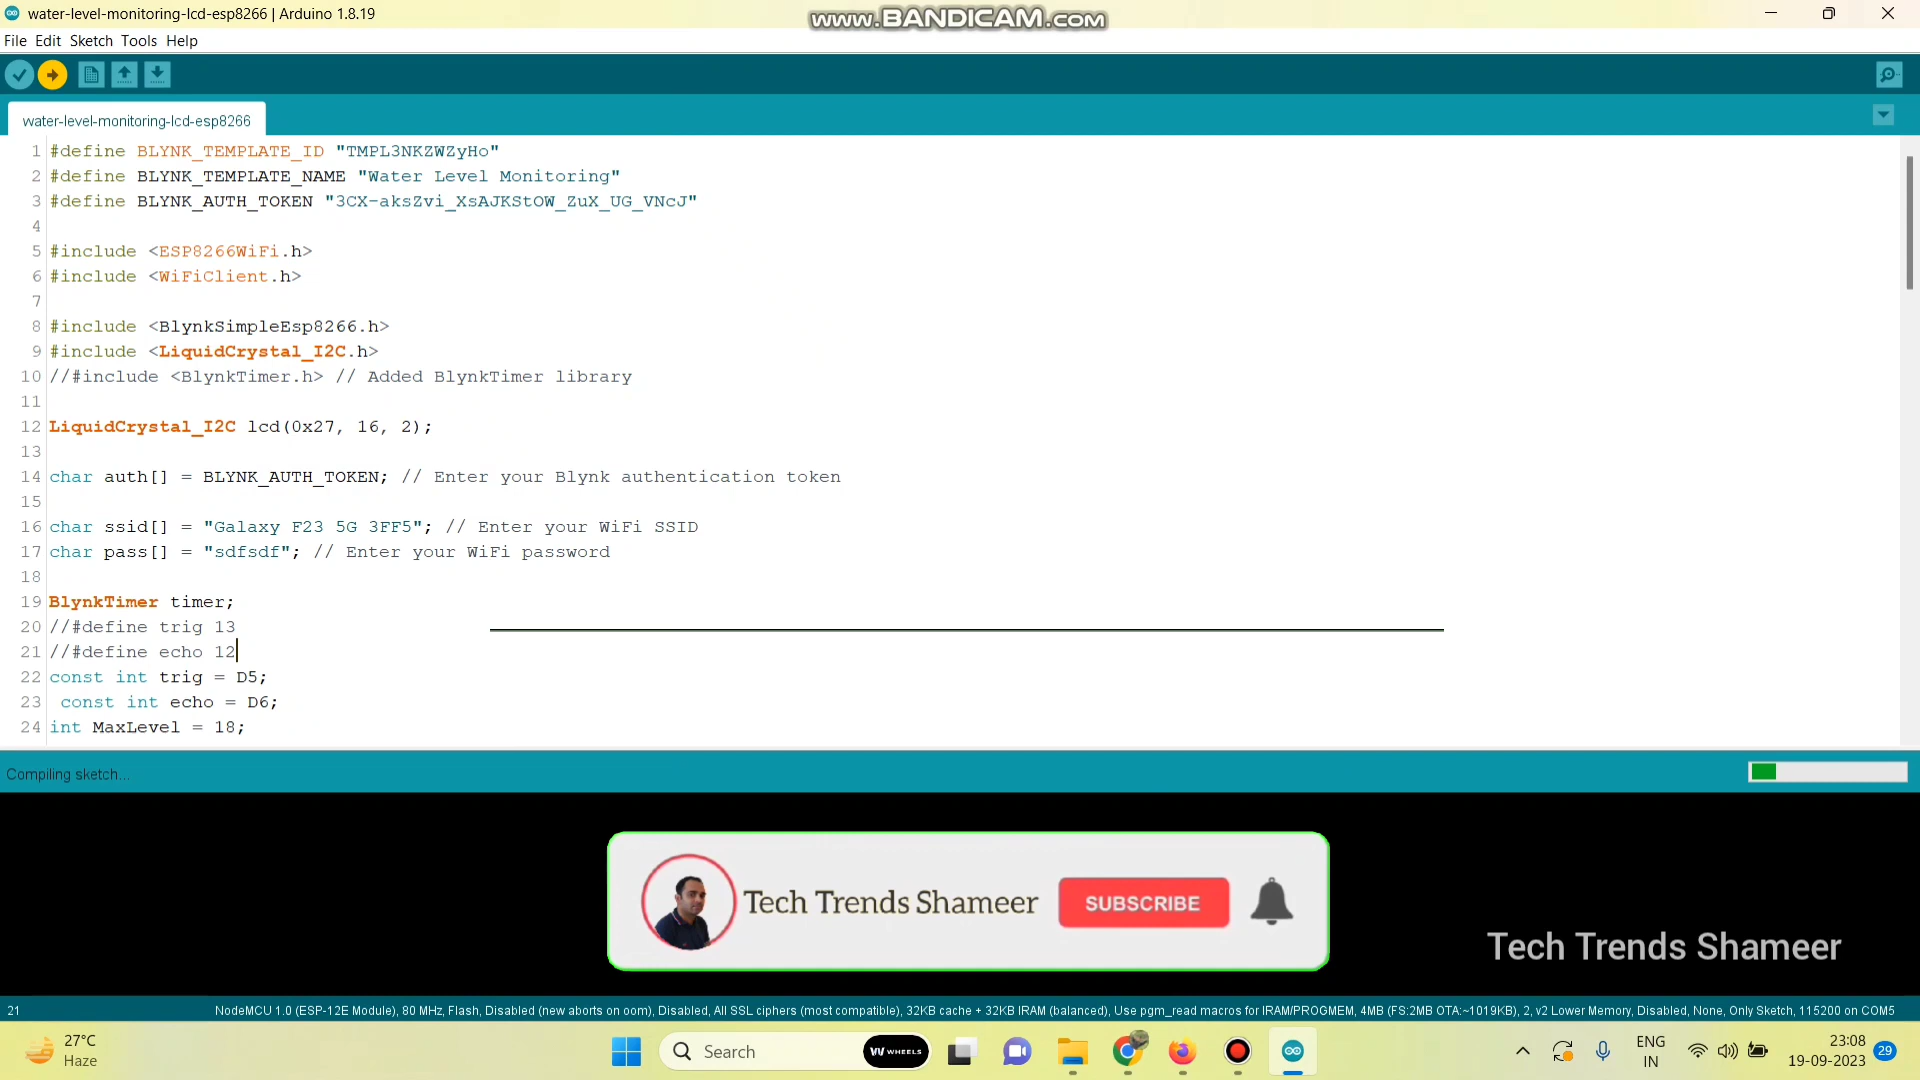 water-level-monitoring-lcd-esp8266 | Arduino 1.8.19
www.BANDICAM.com
File Edit Sketch Tools Help
water-level-monitoring-lcd-esp8266
1 #define BLYNK_TEMPLATE_ID "TMPL3NKZWZyHo"
2 #define BLYNK_TEMPLATE_NAME "Water Level Monitoring"
3 #define BLYNK_AUTH_TOKEN "3CX-aksZvi_XsAJKStOW_ZuX_UG_VNcJ"
4
5 #include <ESP8266WiFi.h>
6 #include <WiFiClient.h>
7
8 #include <BlynkSimpleEsp8266.h>
9 #include <LiquidCrystal_I2C.h>
10 //#include <BlynkTimer.h> // Added BlynkTimer library
11
12 LiquidCrystal_I2C lcd(0x27, 16, 2);
13
14 char auth[] = BLYNK_AUTH_TOKEN; // Enter your Blynk authentication token
15
16 char ssid[] = "Galaxy F23 5G 3FF5"; // Enter your WiFi SSID
17 char pass[] = "sdfsdf"; // Enter your WiFi password
18
19 BlynkTimer timer;
20 //#define trig 13
21 //#define echo 12
22 const int trig = D5;
23 const int echo = D6;
24 int MaxLevel = 18;
Compiling sketch...
Tech Trends Shameer
SUBSCRIBE
Tech Trends Shameer
21
NodeMCU 1.0 (ESP-12E Module), 80 MHz, Flash, Disabled (new aborts on oom), Disabled, All SSL ciphers (most compatible), 32KB cache + 32KB IRAM (balanced), Use pgm_read macros for IRAM/PROGMEM, 4MB (FS:2MB OTA:~1019KB), 2, v2 Lower Memory, Disabled, None, Only Sketch, 115200 on COM5
27°C
Haze
Search
WHEELS
ENG
IN
23:08
19-09-2023
29